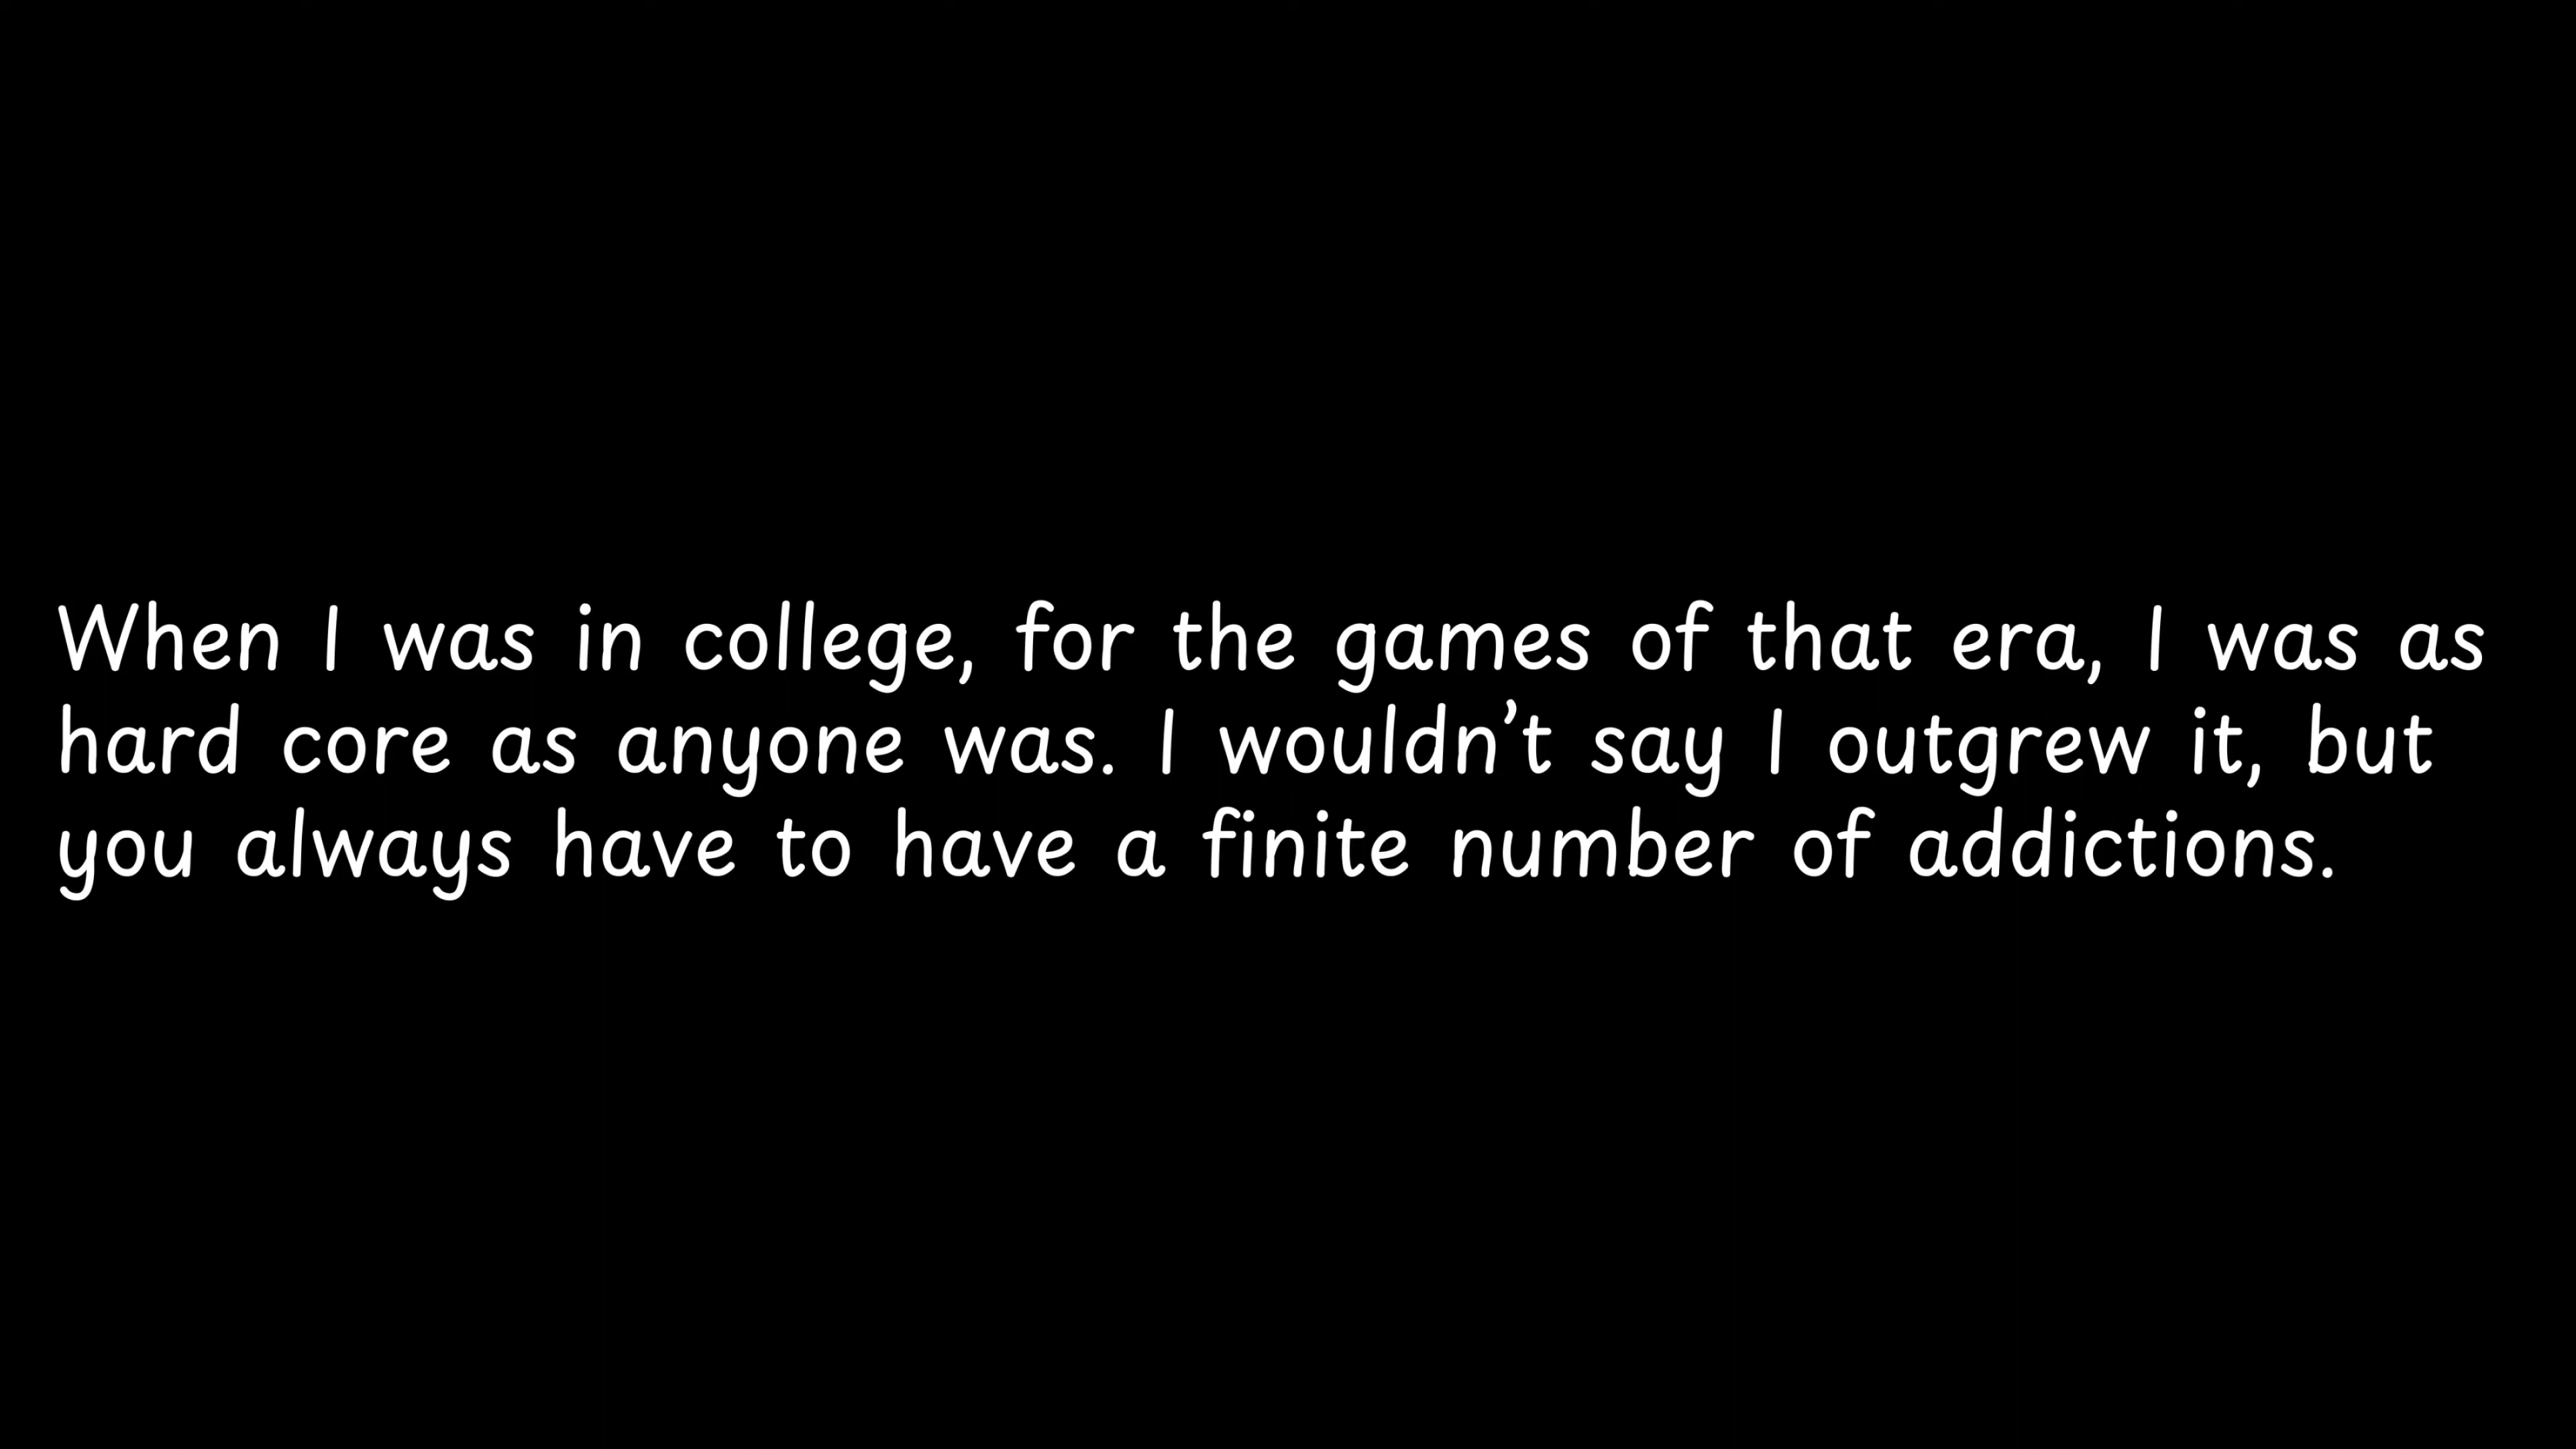 When I was in college, for the games of that era, I was as
hard core as anyone was. I wouldn’t say I outgrew it, but
you always have to have a finite number of addictions.